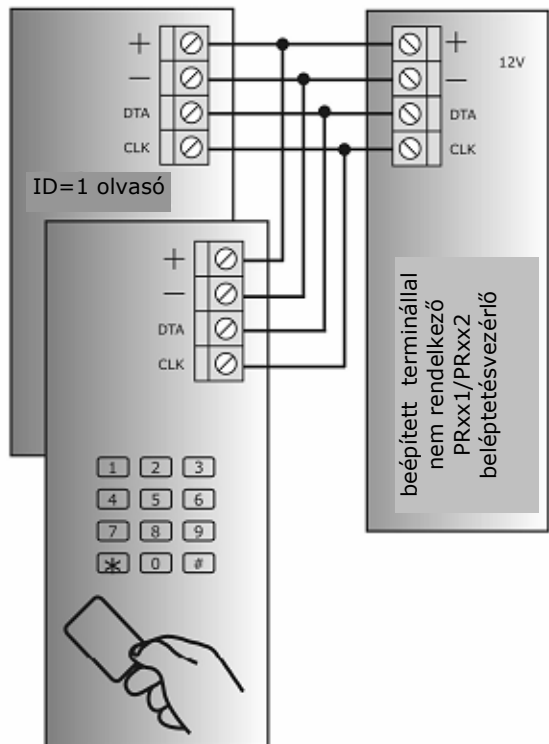 +
—
DTA
CLK
ID=1 olvasó
+
—
DTA
CLK
12V
beépített terminállal
nem rendelkező
PRxx1/PRxx2
beléptetésvezérlő
+
—
DTA
CLK
1 2 3
4 5 6
7 8 9
* 0 #